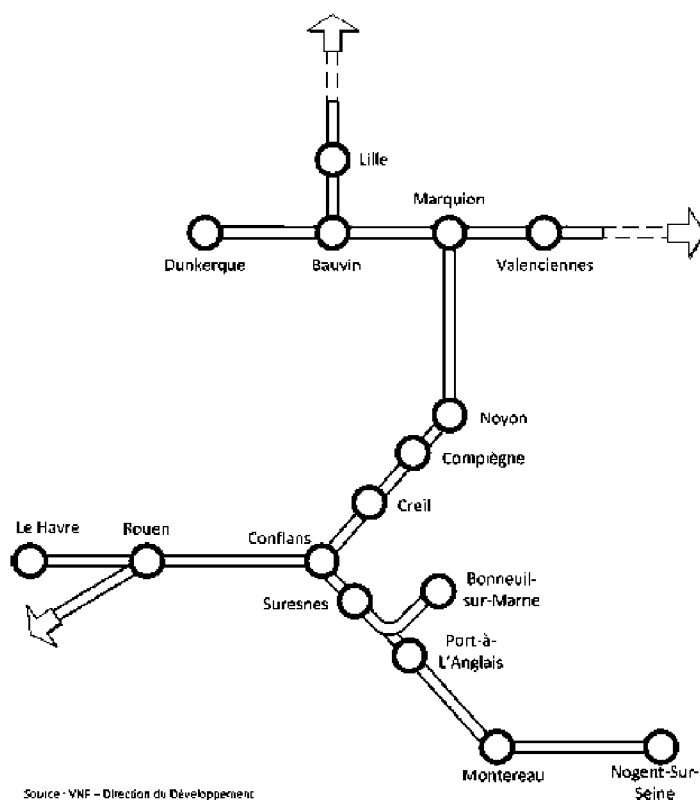 Lille
Marquion
Dunkerque
Bauvin
Valenciennes
Noyon
Compiègne
Creil
Le Havre
Rouen
Conflans
Suresnes
Bonneuil-
sur-Marne
Port-à-
L'Anglais
Montereau
Nogent-Sur-
Seine
Source - VNF – Direction du Développement